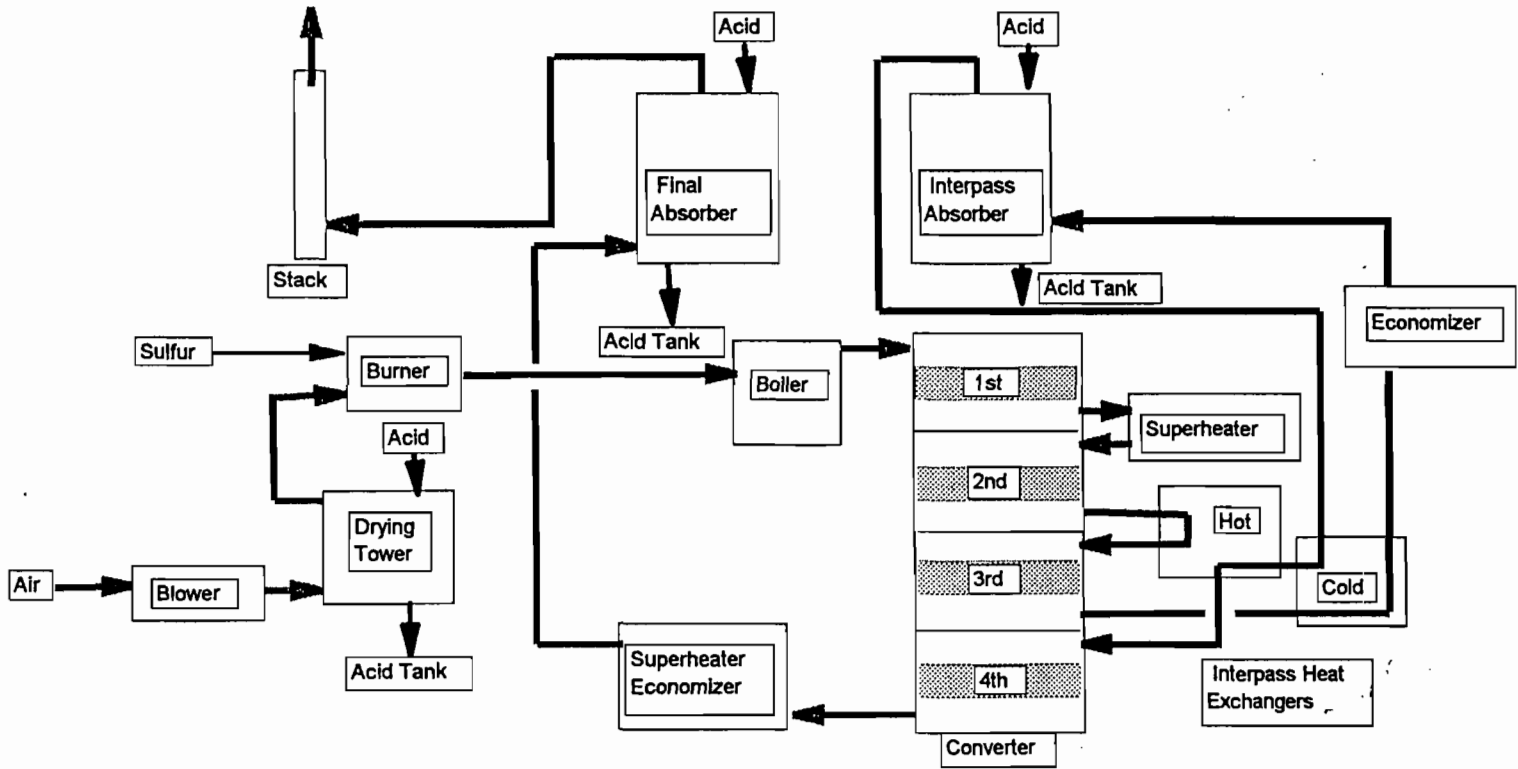 Acid
Acid
Final
Absorber
Interpass
Absorber
Stack
Acid Tank
Economizer
Sulfur
Acid Tank
Burner
Boiler
1st
Superheater
Acid
2nd
Hot
Drying
Tower
Air
Blower
3rd
Cold
Acid Tank
Superheater
Economizer
4th
Interpass Heat
Exchangers
Converter